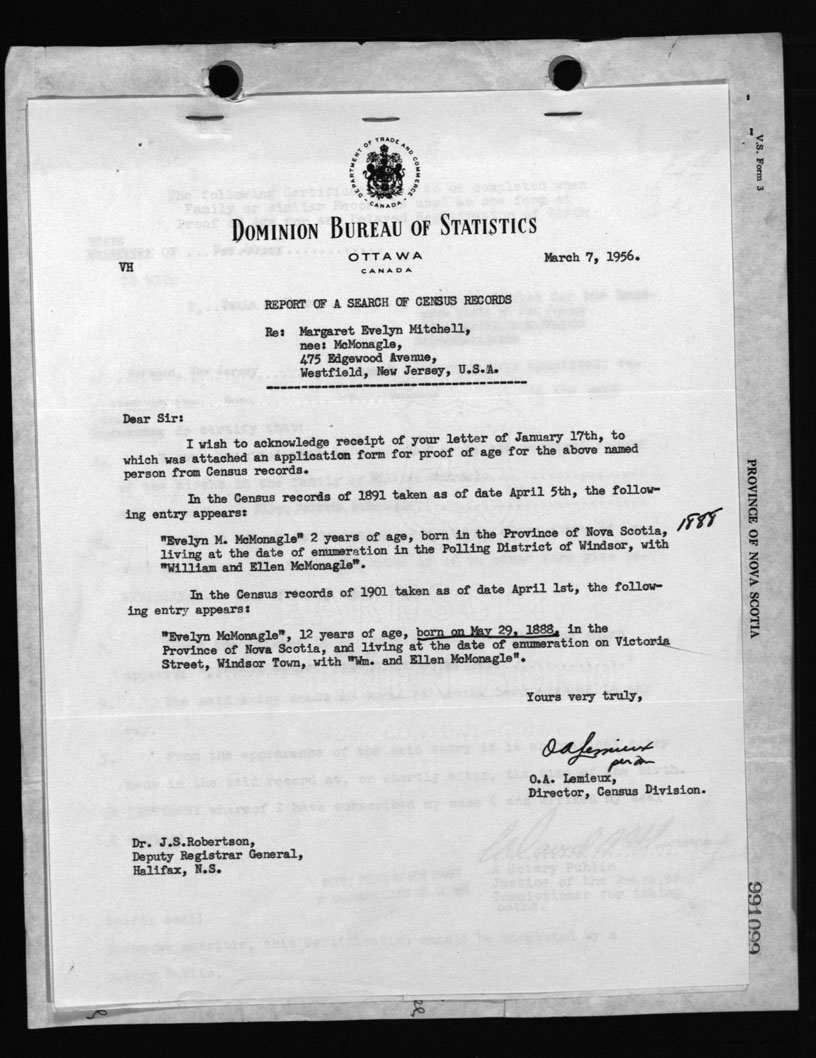 DEPARTMENT OF TRADE AND COMMERCE
CANADA
DOMINION BUREAU OF STATISTICS
OTTAWA
CANADA
March 7, 1956.
VH
REPORT OF A SEARCH OF CENSUS RECORDS
Re: Margaret Evelyn Mitchell,
nee: McMonagle,
475 Edgewood Avenue,
Westfield, New Jersey, U.S.A.
Dear Sir:
I wish to acknowledge receipt of your letter of January 17th, to
which was attached an application form for proof of age for the above named
person from Census records.
In the Census records of 1891 taken as of date April 5th, the follow-
ing entry appears:
"Evelyn M. McMonagle" 2 years of age, born in the Province of Nova Scotia,
living at the date of enumeration in the Polling District of Windsor, with
"William and Ellen McMonagle".
1888
In the Census records of 1901 taken as of date April 1st, the follow-
ing entry appears:
"Evelyn McMonagle", 12 years of age, born on May 29, 1888, in the
Province of Nova Scotia, and living at the date of enumeration on Victoria
Street, Windsor Town, with "Wm. and Ellen McMonagle".
Yours very truly,
O A Lemieux
O.A. Lemieux,
Director, Census Division.
Dr. J.S.Robertson,
Deputy Registrar General,
Halifax, N.S.
V.S. Form 3
PROVINCE OF NOVA SCOTIA
991099